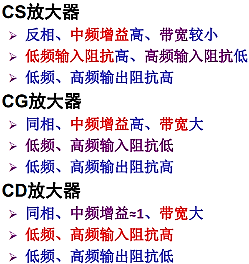 CS放大器
反相、中频增益高、带宽较小
低频输入阻抗高、高频输入阻抗低
低频、高频输出阻抗高
CG放大器
同相、中频增益高、带宽大
低频、高频输入阻抗低
低频、高频输出阻抗高
CD放大器
同相、中频增益≈1、带宽大
低频、高频输入阻抗高
低频、高频输出阻抗低